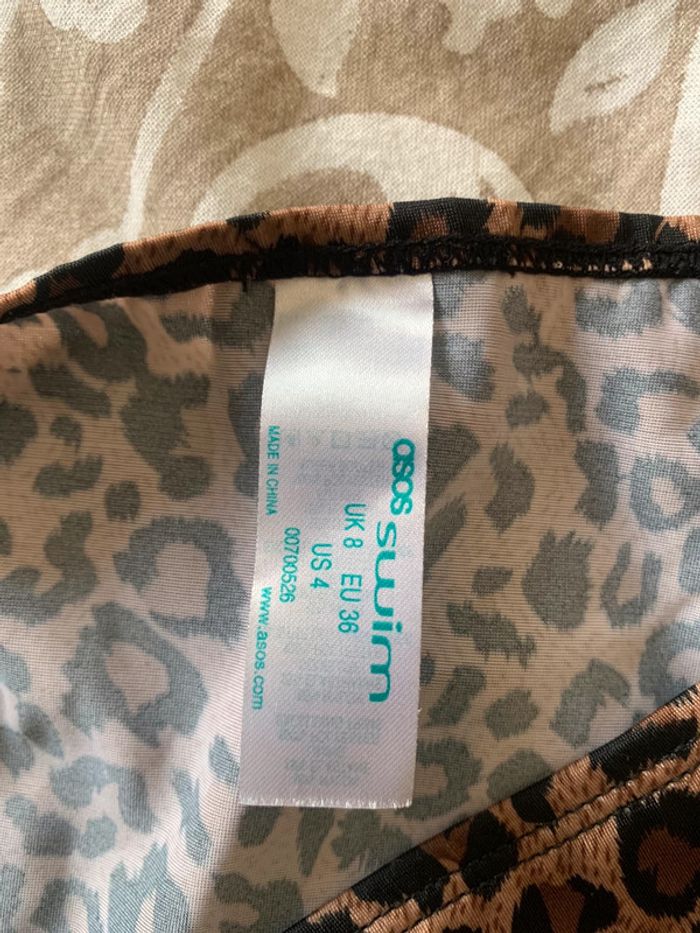 asos swim
UK 8 EU 36
US 4
00700526
MADE IN CHINA www.asos.com